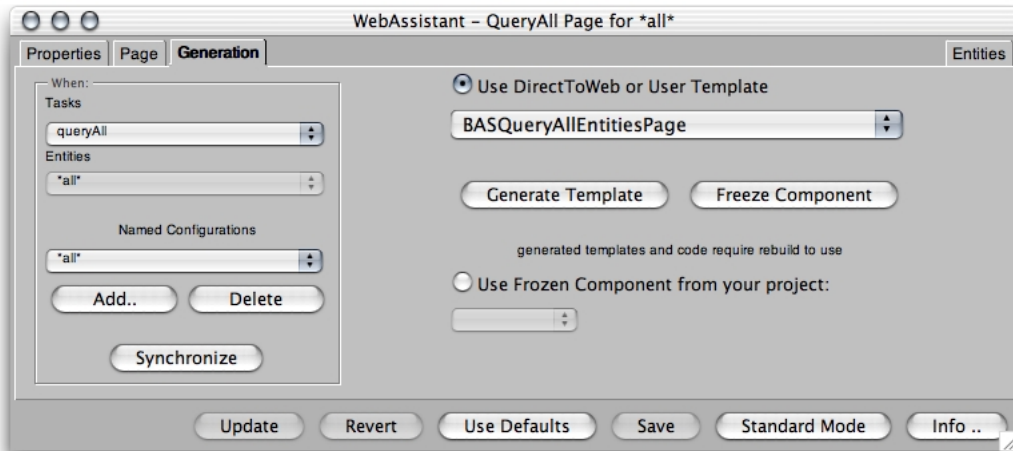 WebAssistant – QueryAll Page for *all*
Properties Page Generation Entities
When:
Tasks
queryAll
Entities
*all*
Named Configurations
*all*
Add.. Delete
Synchronize
Use DirectToWeb or User Template
BASQueryAllEntitiesPage
Generate Template Freeze Component
generated templates and code require rebuild to use
Use Frozen Component from your project:
Update Revert Use Defaults Save Standard Mode Info ..